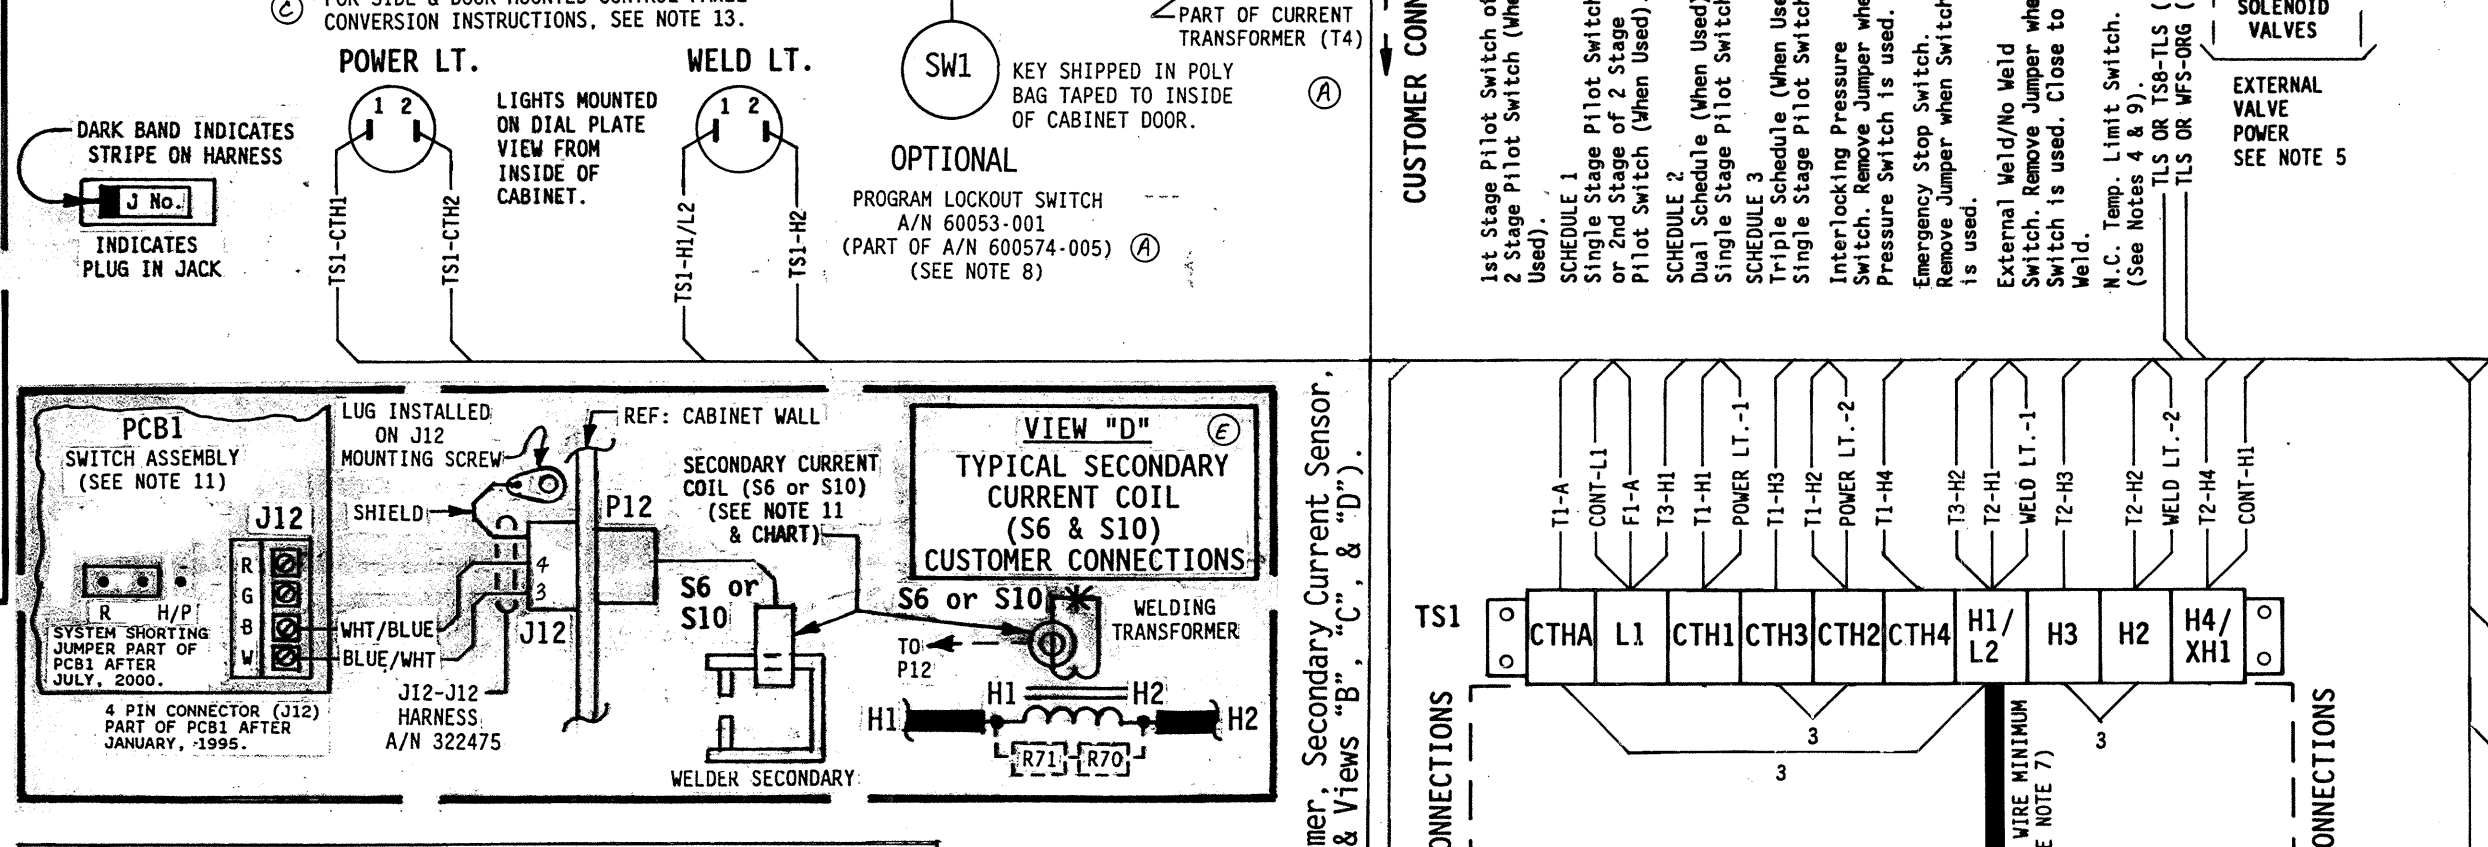 CONVERSION INSTRUCTIONS, SEE NOTE 13.
POWER LT.
1 2
WELD LT.
1 2
LIGHTS MOUNTED
ON DIAL PLATE
VIEW FROM
INSIDE OF
CABINET.
DARK BAND INDICATES
STRIPE ON HARNESS
J No.
INDICATES
PLUG IN JACK
TS1-CTH1
TS1-CTH2
TS1-H1/L2
TS1-H2
PART OF CURRENT
TRANSFORMER (T4)
SW1
KEY SHIPPED IN POLY
BAG TAPED TO INSIDE
OF CABINET DOOR.
A
OPTIONAL
PROGRAM LOCKOUT SWITCH
A/N 60053-001
(PART OF A/N 600574-005) A
(SEE NOTE 8)
CUSTOMER CONN
1st Stage Pilot Switch of
2 Stage Pilot Switch (Whe
Used).
SCHEDULE 1
Single Stage Pilot Switch
or 2nd Stage of 2 Stage
Pilot Switch (When Used).
SCHEDULE 2
Dual Schedule (When Used)
Single Stage Pilot Switch
SCHEDULE 3
Triple Schedule (When Use
Single Stage Pilot Switch
Interlocking Pressure
Switch. Remove Jumper whe
Pressure Switch is used.
Emergency Stop Switch.
Remove Jumper when Switch
is used.
External Weld/No Weld
Switch. Remove Jumper whe
Switch is used. Close to
Weld.
N.C. Temp. Limit Switch.
(See Notes 4 & 9).
TLS OR TS8-TLS (
TLS OR WFS-ORG (
SOLENOID
VALVES
EXTERNAL
VALVE
POWER
SEE NOTE 5
PCB1
SWITCH ASSEMBLY
(SEE NOTE 11)
J12
R
G
B
W
R H/P
SYSTEM SHORTING
JUMPER PART OF
PCB1 AFTER
JULY, 2000.
4 PIN CONNECTOR (J12)
PART OF PCB1 AFTER
JANUARY, 1995.
LUG INSTALLED
ON J12
MOUNTING SCREW
SHIELD
WHT/BLUE
BLUE/WHT
4
3
J12
P12
J12-J12
HARNESS
A/N 322475
REF: CABINET WALL
SECONDARY CURRENT
COIL (S6 or S10)
(SEE NOTE 11
& CHART)
S6 or
S10
WELDER SECONDARY
VIEW "D" E
TYPICAL SECONDARY
CURRENT COIL
(S6 & S10)
CUSTOMER CONNECTIONS
S6 or S10
WELDING
TRANSFORMER
TO
P12
H1 H2
H1 H2
R71 R70
mer, Secondary Current Sensor,
& Views "B", "C", & "D").
T1-A
CONT-L1
F1-A
T3-H1
T1-H1
POWER LT.-1
T1-H3
T1-H2
POWER LT.-2
T1-H4
T3-H2
T2-H1
WELD LT.-1
T2-H3
T2-H2
WELD LT.-2
T2-H4
CONT-H1
TS1
CTHA
L1
CTH1
CTH3
CTH2
CTH4
H1/
L2
H3
H2
H4/
XH1
3
3
3
ONNECTIONS
WIRE MINIMUM
E NOTE 7)
ONNECTIONS